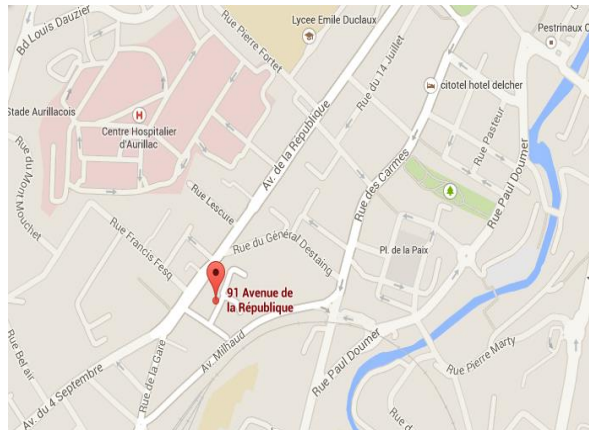 Bd Louis Dauzier
Rue Pierre Fortet
Lycee Emile Duclaux
Rue du 14 Juillet
Pestrinaux C
citotel hotel delcher
Stade Aurillacois
Centre Hospitalier
d'Aurillac
Av. de la République
Rue Pasteur
Rue Paul Doumer
Rue du Mont Mouchet
Rue Lescure
Rue des Carmes
Rue Francis Fesq
Rue du Général Destaing
Pl. de la Paix
91 Avenue de
la République
Rue Bel air
Rue de la Gare
Av. Milhaud
Rue Paul Doumer
Rue Pierre Marty
Av. du 4 Septembre
Rue d